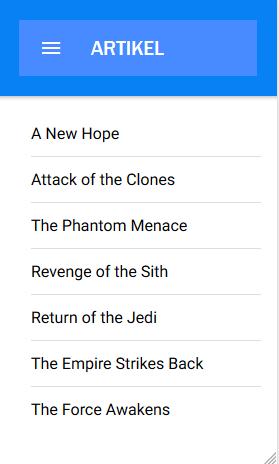 ARTIKEL
A New Hope
Attack of the Clones
The Phantom Menace
Revenge of the Sith
Return of the Jedi
The Empire Strikes Back
The Force Awakens